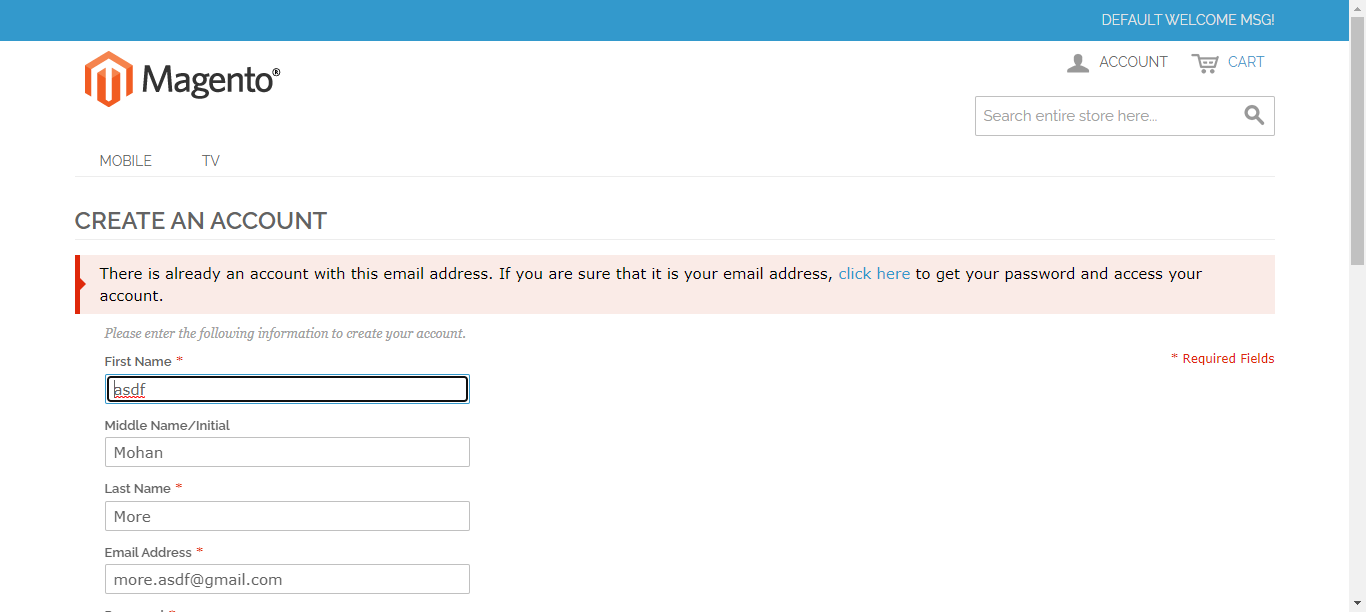 DEFAULT WELCOME MSG!
Magento®
ACCOUNT
CART
Search entire store here...
MOBILE
TV
CREATE AN ACCOUNT
There is already an account with this email address. If you are sure that it is your email address, click here to get your password and access your
account.
Please enter the following information to create your account.
First Name *
* Required Fields
asdf
Middle Name/Initial
Mohan
Last Name *
More
Email Address *
more.asdf@gmail.com